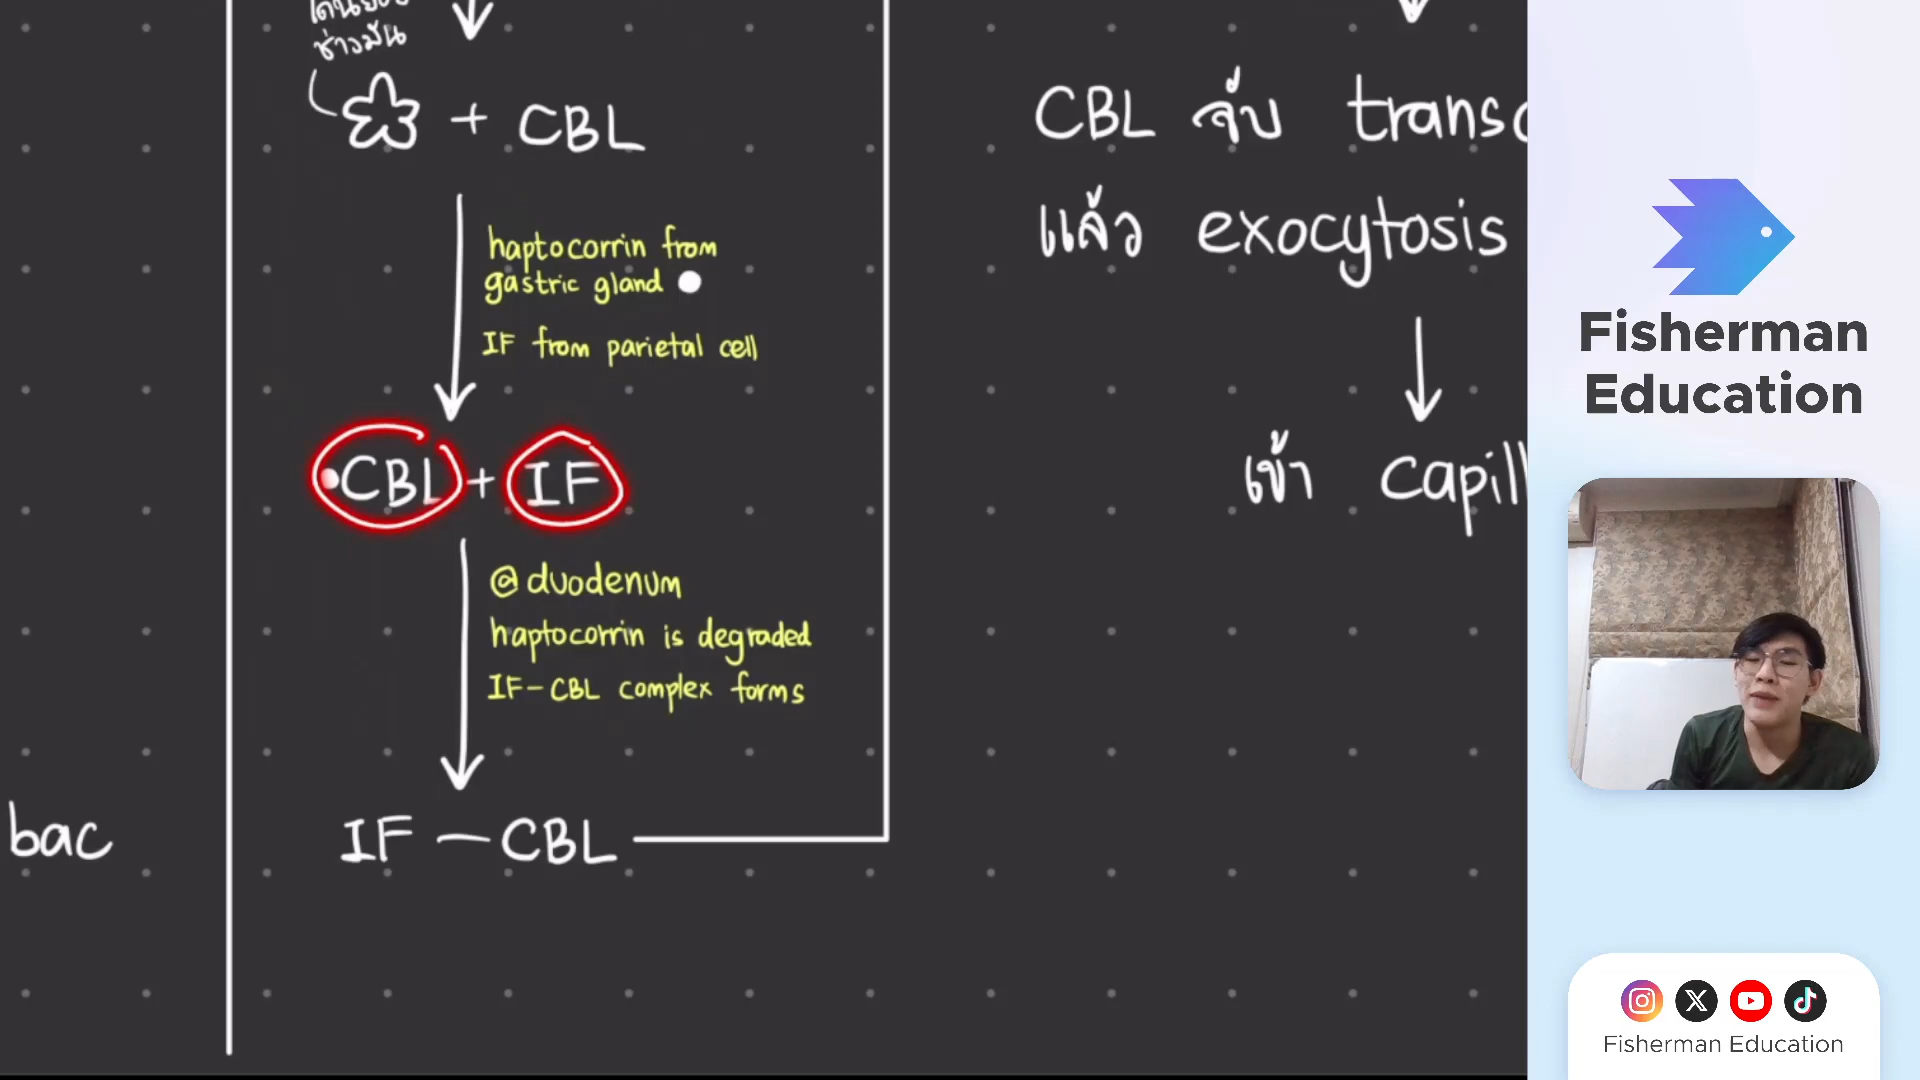 ช่วงมัน
+ CBL
haptocorrin from
gastric gland
IF from parietal cell
CBL + IF
@duodenum
haptocorrin is degraded
IF-CBL complex forms
IF — CBL
bac
CBL จับ transc
แล้ว exocytosis
เข้า capill
Fisherman
Education
Fisherman Education